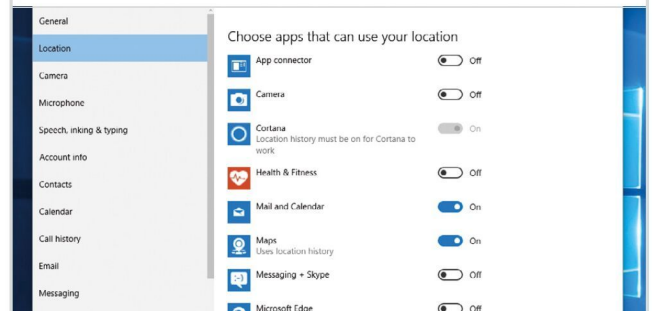 General
Location
Camera
Microphone
Speech, inking & typing
Account info
Contacts
Calendar
Call history
Email
Messaging
Choose apps that can use your location
App connector Off
Camera Off
Cortana On
Location history must be on for Cortana to
work
Health & Fitness Off
Mail and Calendar On
Maps On
Uses location history
Messaging + Skype Off
Microsoft Edge Off